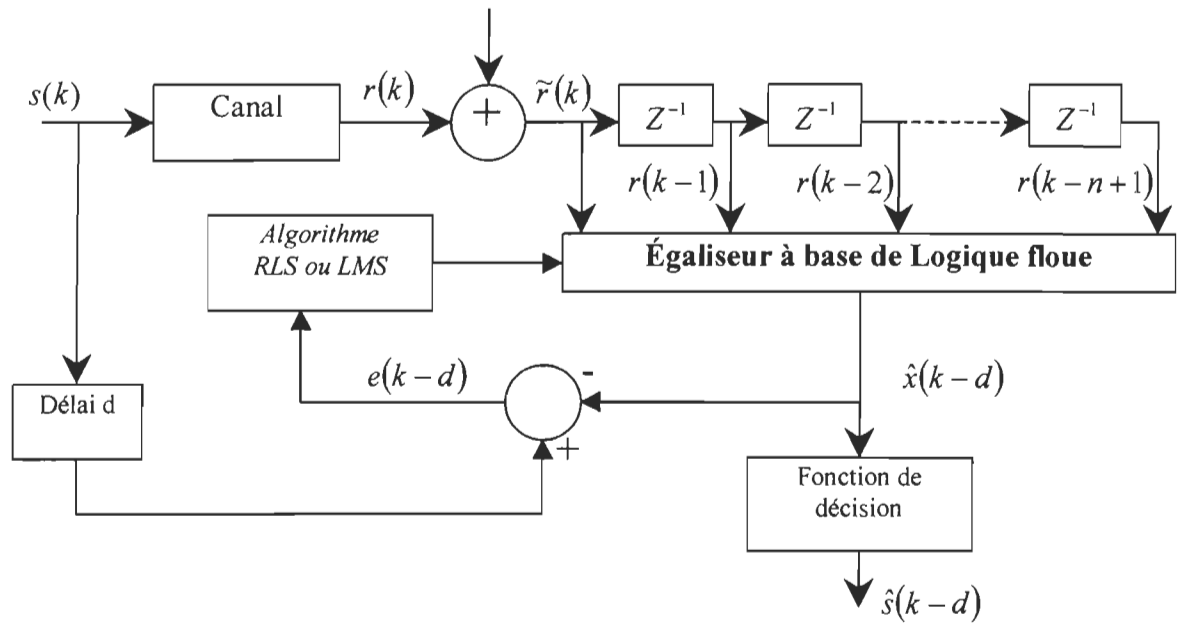 s(k)
Canal
r(k)
+
r̃(k)
Z⁻¹
Z⁻¹
Z⁻¹
r(k−1)
r(k−2)
r(k−n+1)
Algorithme
RLS ou LMS
Égaliseur à base de Logique floue
e(k−d)
-
x̂(k−d)
Délai d
+
Fonction de
décision
ŝ(k−d)